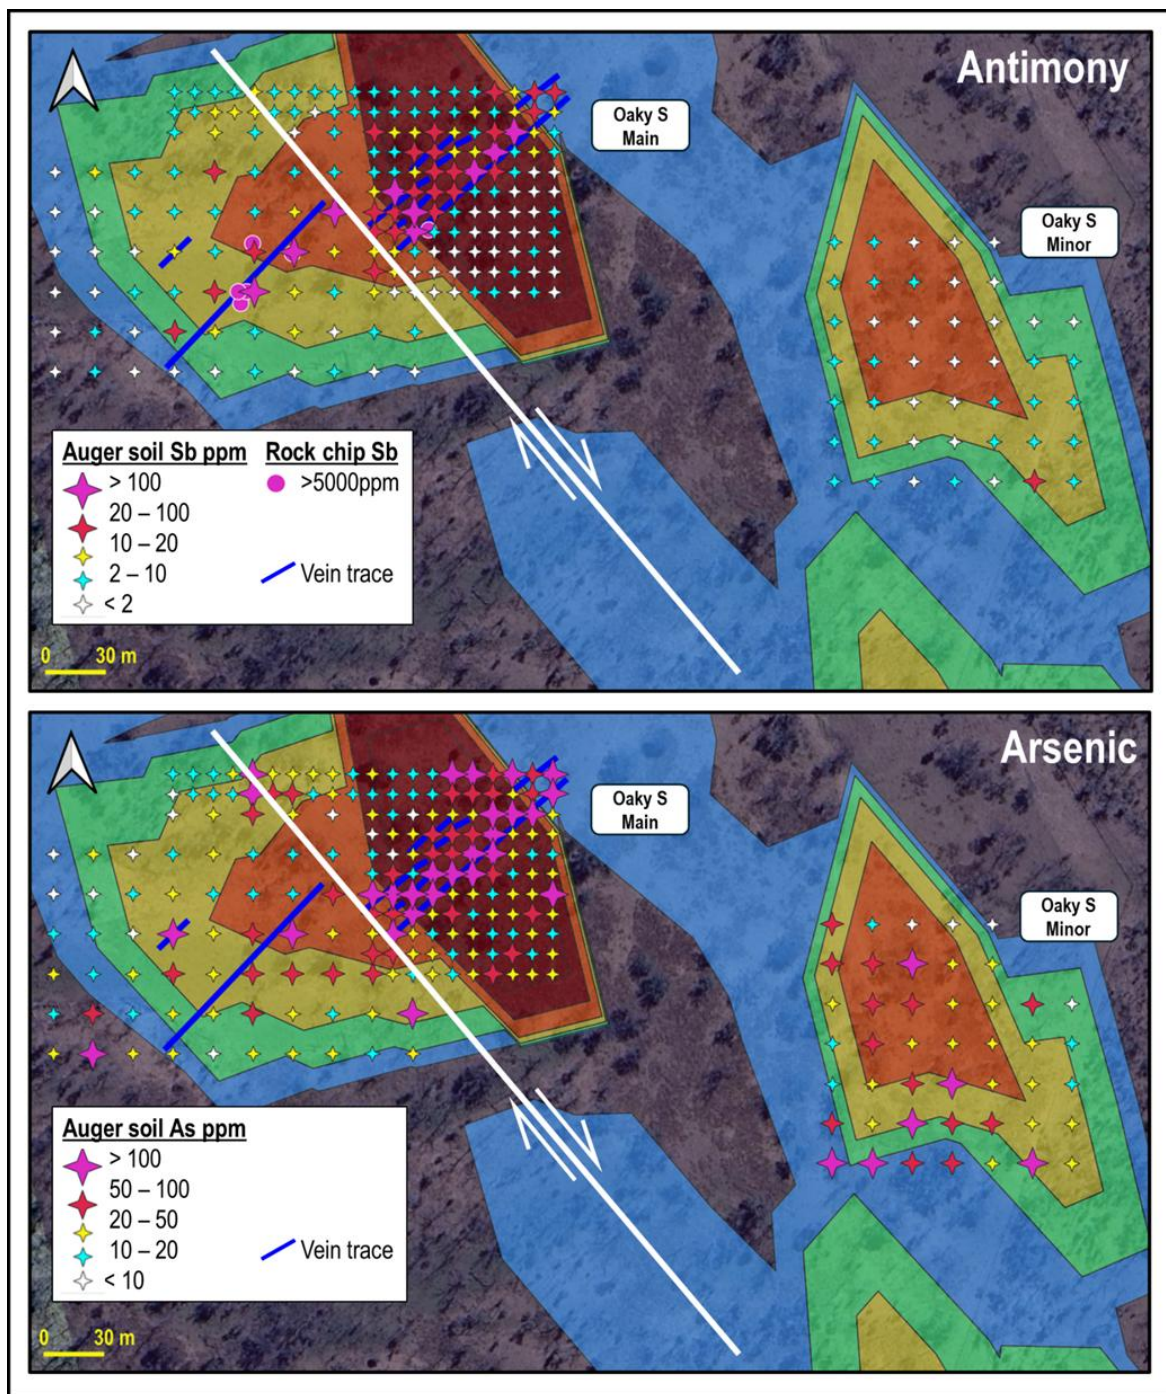 Antimony
Oaky S
Main
Oaky S
Minor
Auger soil Sb ppm
> 100
20 – 100
10 – 20
2 – 10
< 2
Rock chip Sb
>5000ppm
Vein trace
0 30 m
Arsenic
Oaky S
Main
Oaky S
Minor
Auger soil As ppm
> 100
50 – 100
20 – 50
10 – 20
< 10
Vein trace
0 30 m